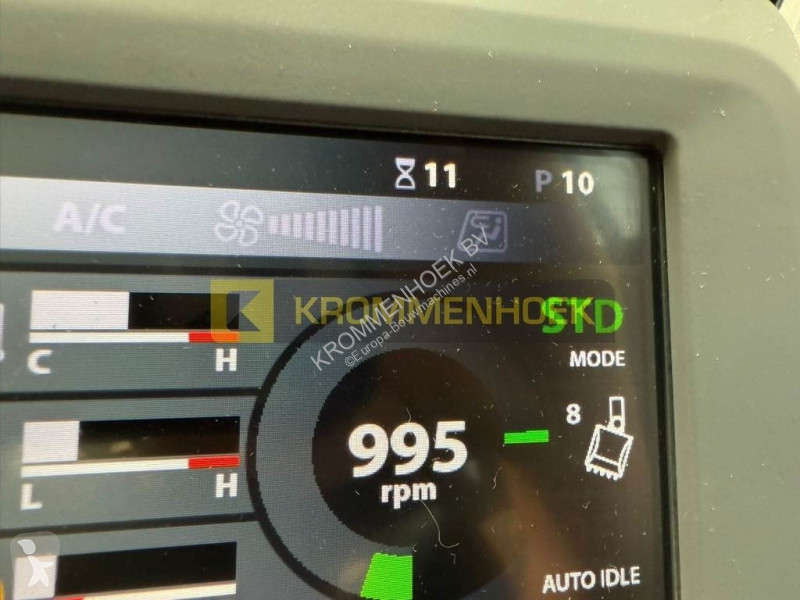 11
P 10
A/C
KROMMENHOEK
STD
C H
MODE
KROMMENHOEK BV
©Europa-Bouwmachines.nl
8
995
rpm
L H
AUTO IDLE